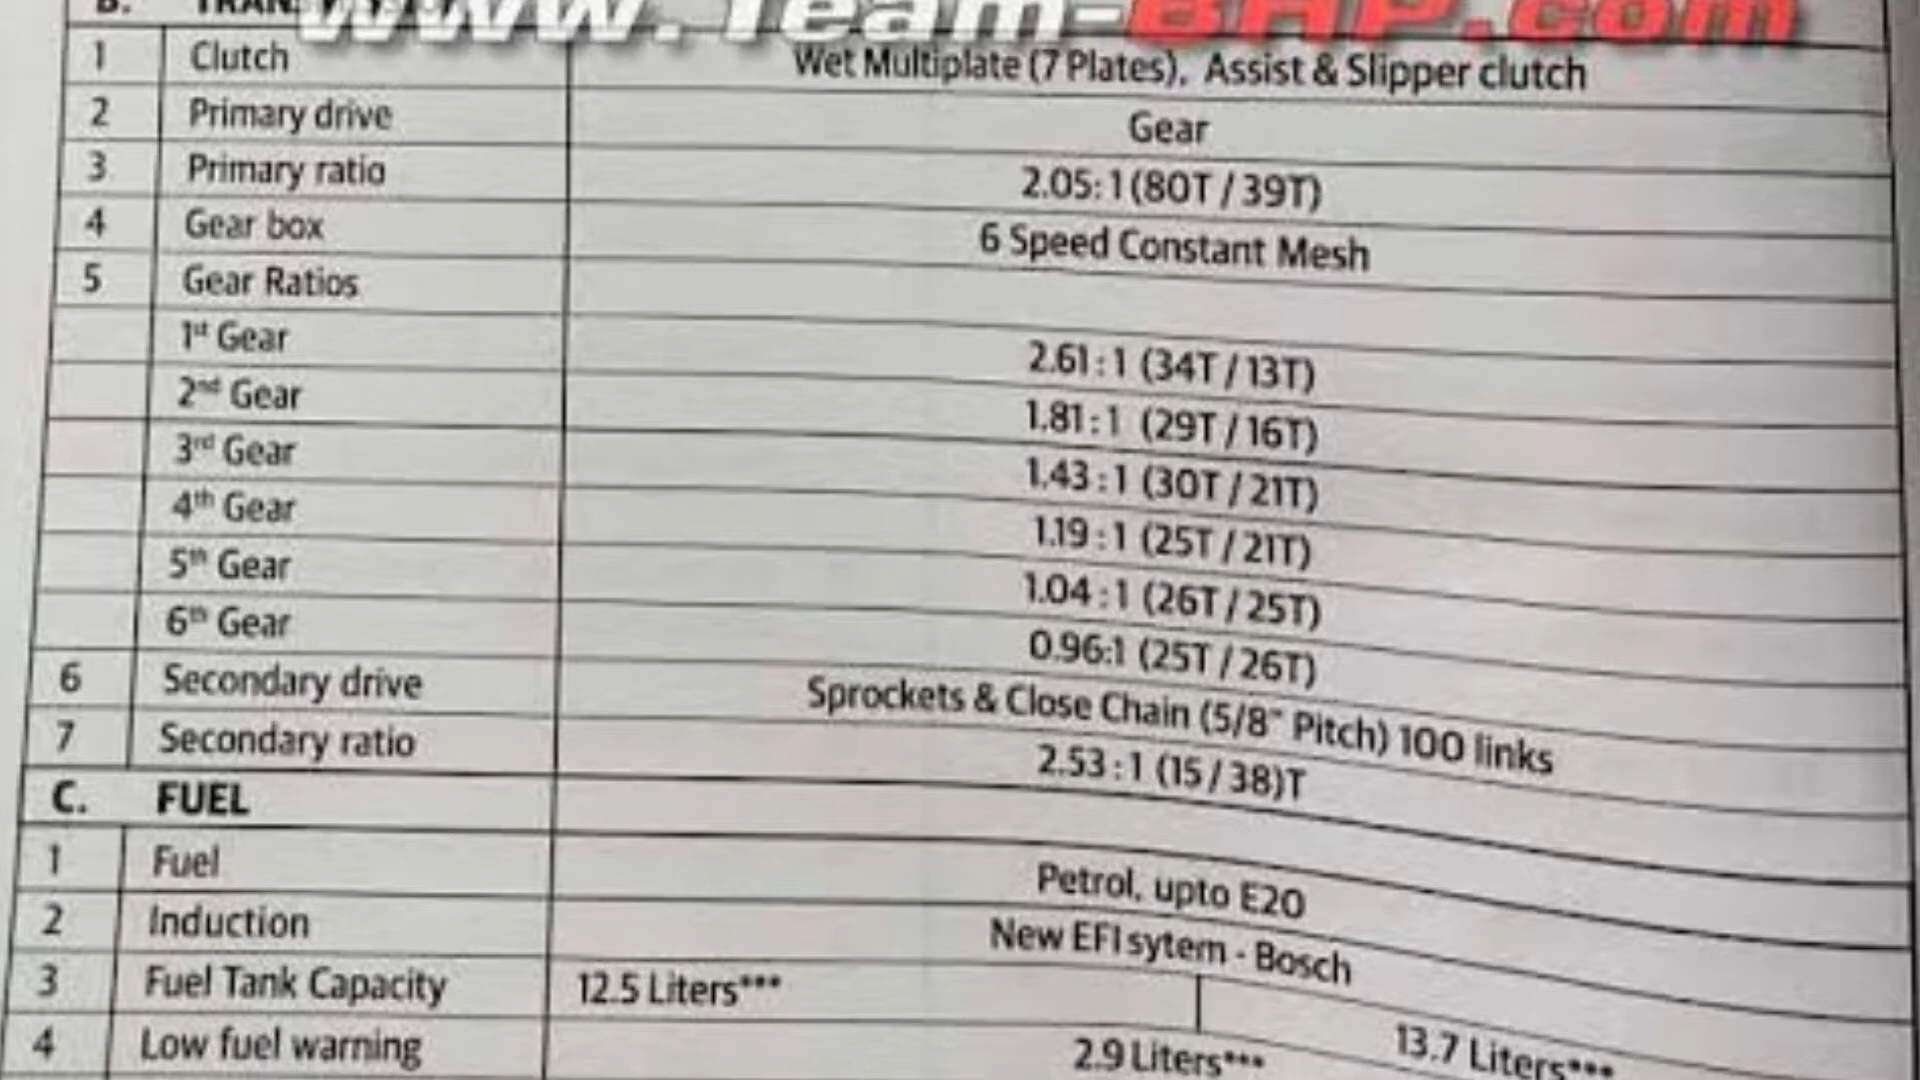 B. TRAN
www.Team-BHP.com
1 Clutch Wet Multiplate (7 Plates), Assist & Slipper clutch
2 Primary drive Gear
3 Primary ratio 2.05:1 (80T / 39T)
4 Gear box 6 Speed Constant Mesh
5 Gear Ratios
1st Gear 2.61:1 (34T / 13T)
2nd Gear 1.81:1 (29T / 16T)
3rd Gear 1.43:1 (30T / 21T)
4th Gear 1.19:1 (25T / 21T)
5th Gear 1.04:1 (26T / 25T)
6th Gear 0.96:1 (25T / 26T)
6 Secondary drive Sprockets & Close Chain (5/8" Pitch) 100 links
7 Secondary ratio 2.53:1 (15 / 38)T
C. FUEL
1 Fuel Petrol, upto E20
2 Induction New EFI sytem - Bosch
3 Fuel Tank Capacity 12.5 Liters*** 13.7 Liters***
4 Low fuel warning 2.9 Liters***